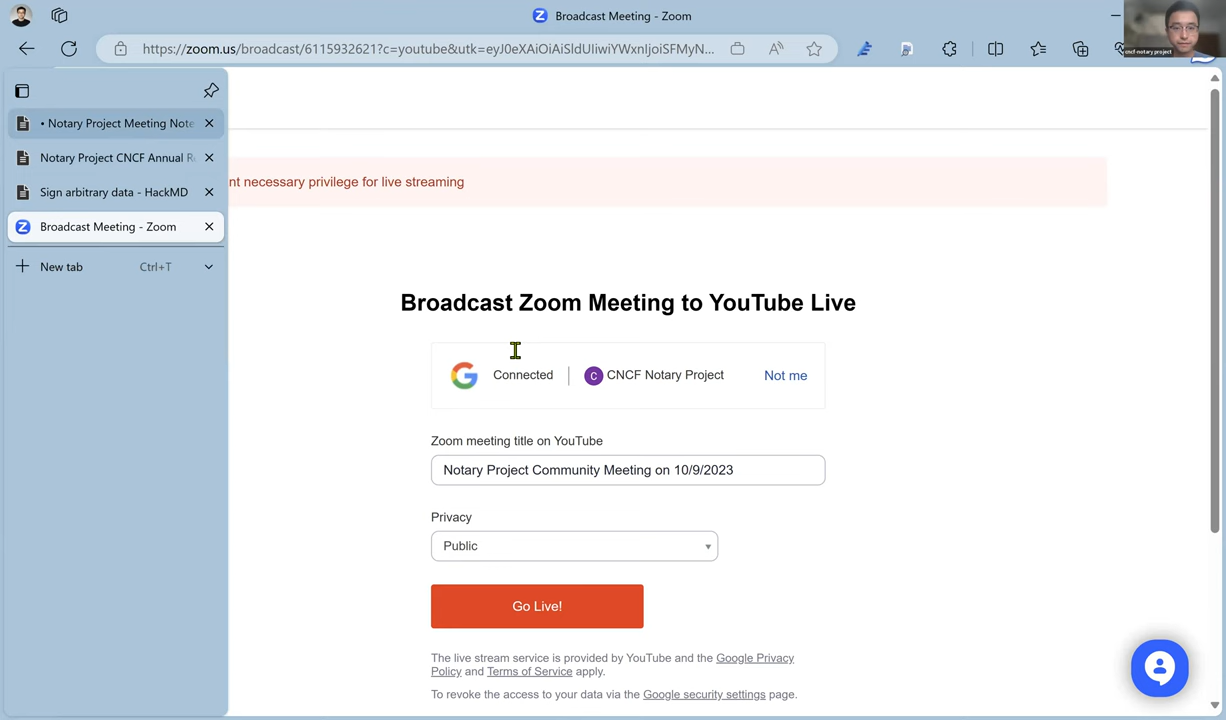 Broadcast Meeting - Zoom
https://zoom.us/broadcast/6115932621?c=youtube&utk=eyJ0eXAiOiAiSldUIiwiYWxnIjoiSFMyN...
cncf-notary project
• Notary Project Meeting Note
Notary Project CNCF Annual R
Sign arbitrary data - HackMD
Broadcast Meeting - Zoom
New tab Ctrl+T
nt necessary privilege for live streaming
Broadcast Zoom Meeting to YouTube Live
Connected C CNCF Notary Project Not me
Zoom meeting title on YouTube
Notary Project Community Meeting on 10/9/2023
Privacy
Public
Go Live!
The live stream service is provided by YouTube and the Google Privacy
Policy and Terms of Service apply.
To revoke the access to your data via the Google security settings page.